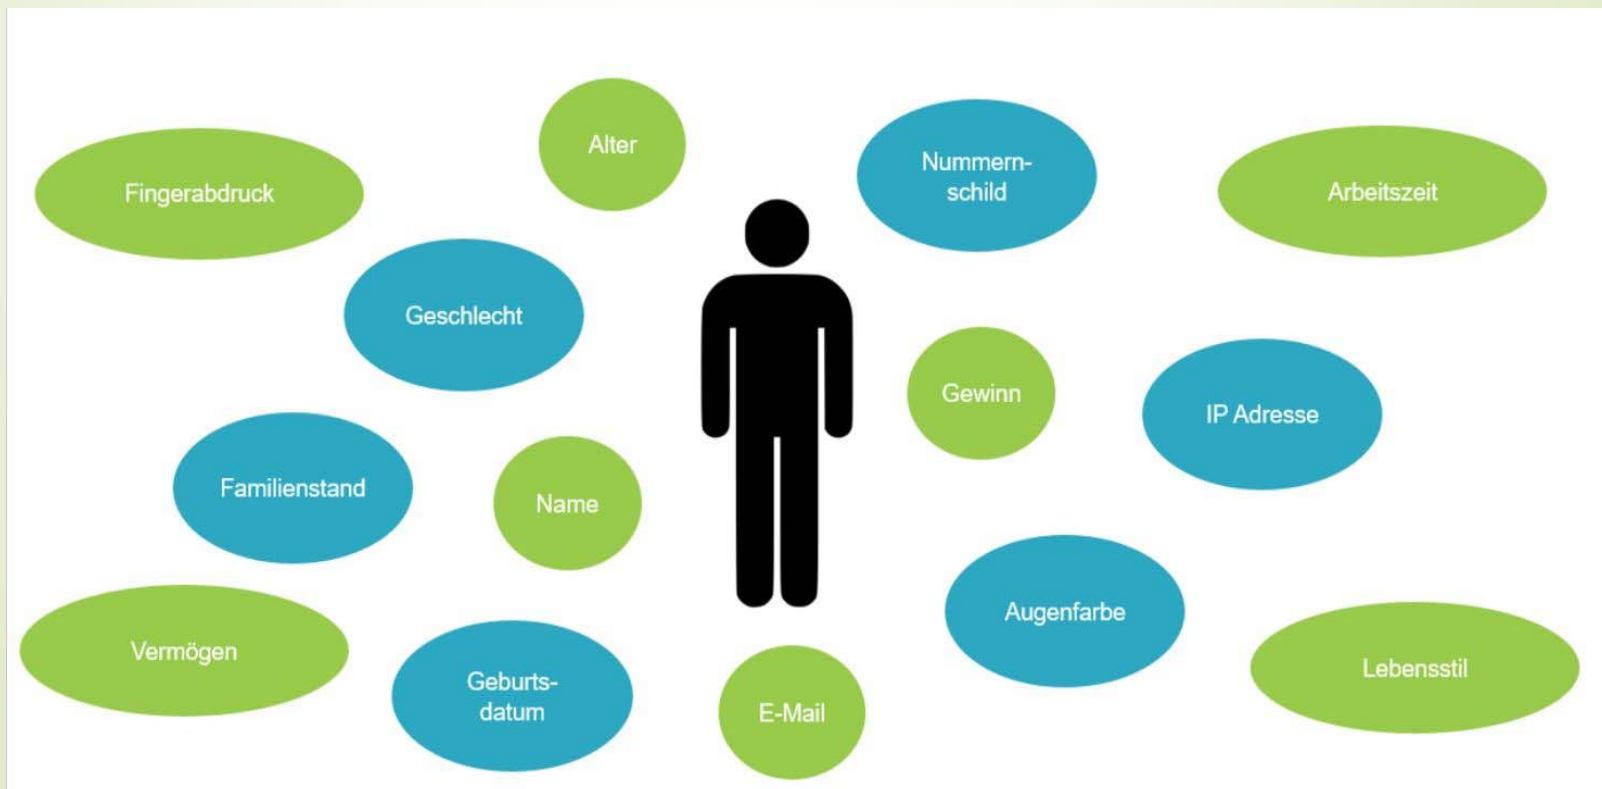 Alter
Nummern-
schild
Arbeitszeit
Fingerabdruck
Geschlecht
Gewinn
IP Adresse
Familienstand
Name
Augenfarbe
Vermögen
Lebensstil
Geburts-
datum
E-Mail